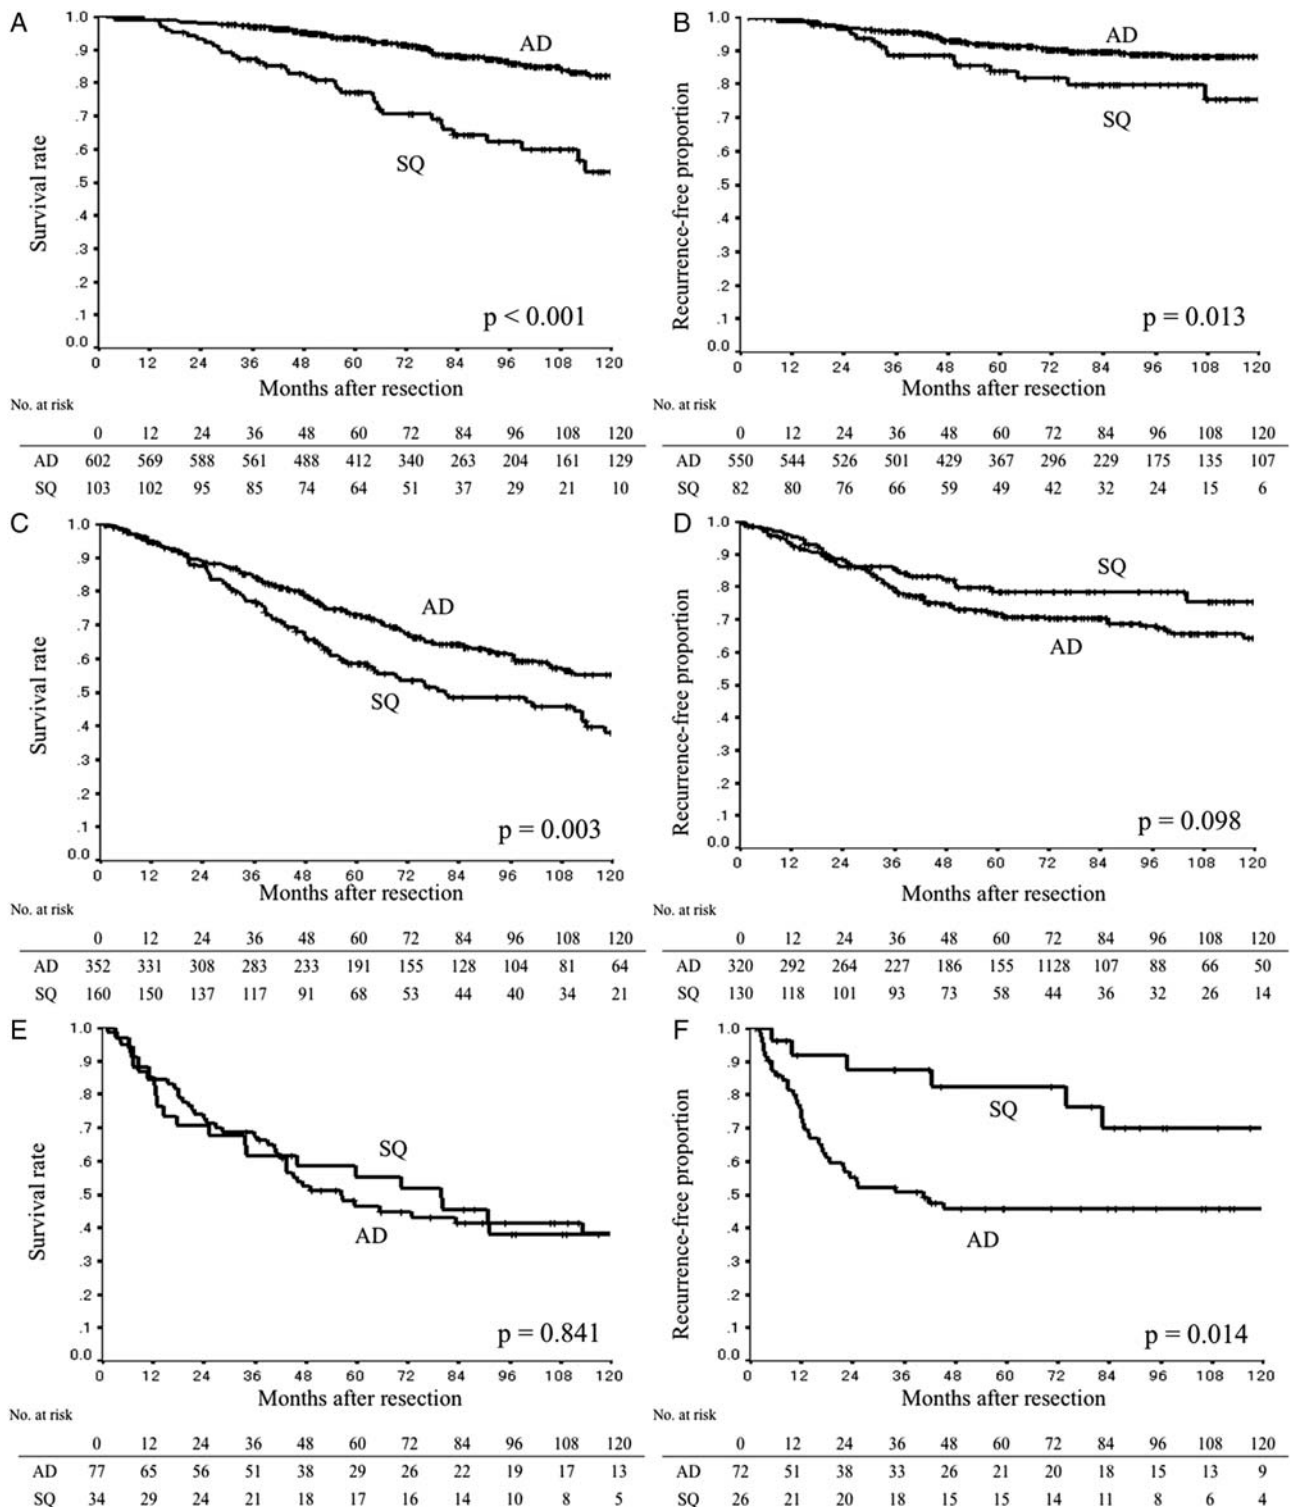 A
Survival rate
1.0
.9
.8
.7
.6
.5
.4
.3
.2
.1
0.0
AD
SQ
p < 0.001
0 12 24 36 48 60 72 84 96 108 120
Months after resection
No. at risk
0 12 24 36 48 60 72 84 96 108 120
AD 602 569 588 561 488 412 340 263 204 161 129
SQ 103 102 95 85 74 64 51 37 29 21 10
B
Recurrence-free proportion
1.0
.9
.8
.7
.6
.5
.4
.3
.2
.1
0.0
AD
SQ
p = 0.013
0 12 24 36 48 60 72 84 96 108 120
Months after resection
No. at risk
0 12 24 36 48 60 72 84 96 108 120
AD 550 544 526 501 429 367 296 229 175 135 107
SQ 82 80 76 66 59 49 42 32 24 15 6
C
Survival rate
1.0
.9
.8
.7
.6
.5
.4
.3
.2
.1
0.0
AD
SQ
p = 0.003
0 12 24 36 48 60 72 84 96 108 120
Months after resection
No. at risk
0 12 24 36 48 60 72 84 96 108 120
AD 352 331 308 283 233 191 155 128 104 81 64
SQ 160 150 137 117 91 68 53 44 40 34 21
D
Recurrence-free proportion
1.0
.9
.8
.7
.6
.5
.4
.3
.2
.1
0.0
SQ
AD
p = 0.098
0 12 24 36 48 60 72 84 96 108 120
Months after resection
No. at risk
0 12 24 36 48 60 72 84 96 108 120
AD 320 292 264 227 186 155 1128 107 88 66 50
SQ 130 118 101 93 73 58 44 36 32 26 14
E
Survival rate
1.0
.9
.8
.7
.6
.5
.4
.3
.2
.1
0.0
SQ
AD
p = 0.841
0 12 24 36 48 60 72 84 96 108 120
Months after resection
No. at risk
0 12 24 36 48 60 72 84 96 108 120
AD 77 65 56 51 38 29 26 22 19 17 13
SQ 34 29 24 21 18 17 16 14 10 8 5
F
Recurrence-free proportion
1.0
.9
.8
.7
.6
.5
.4
.3
.2
.1
0.0
SQ
AD
p = 0.014
0 12 24 36 48 60 72 84 96 108 120
Months after resection
No. at risk
0 12 24 36 48 60 72 84 96 108 120
AD 72 51 38 33 26 21 20 18 15 13 9
SQ 26 21 20 18 15 15 14 11 8 6 4